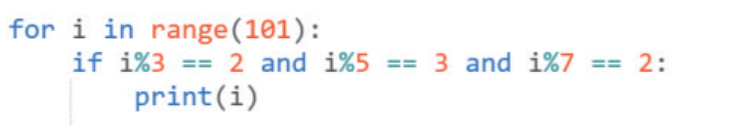 for i in range(101):
    if i%3 == 2 and i%5 == 3 and i%7 == 2:
        print(i)